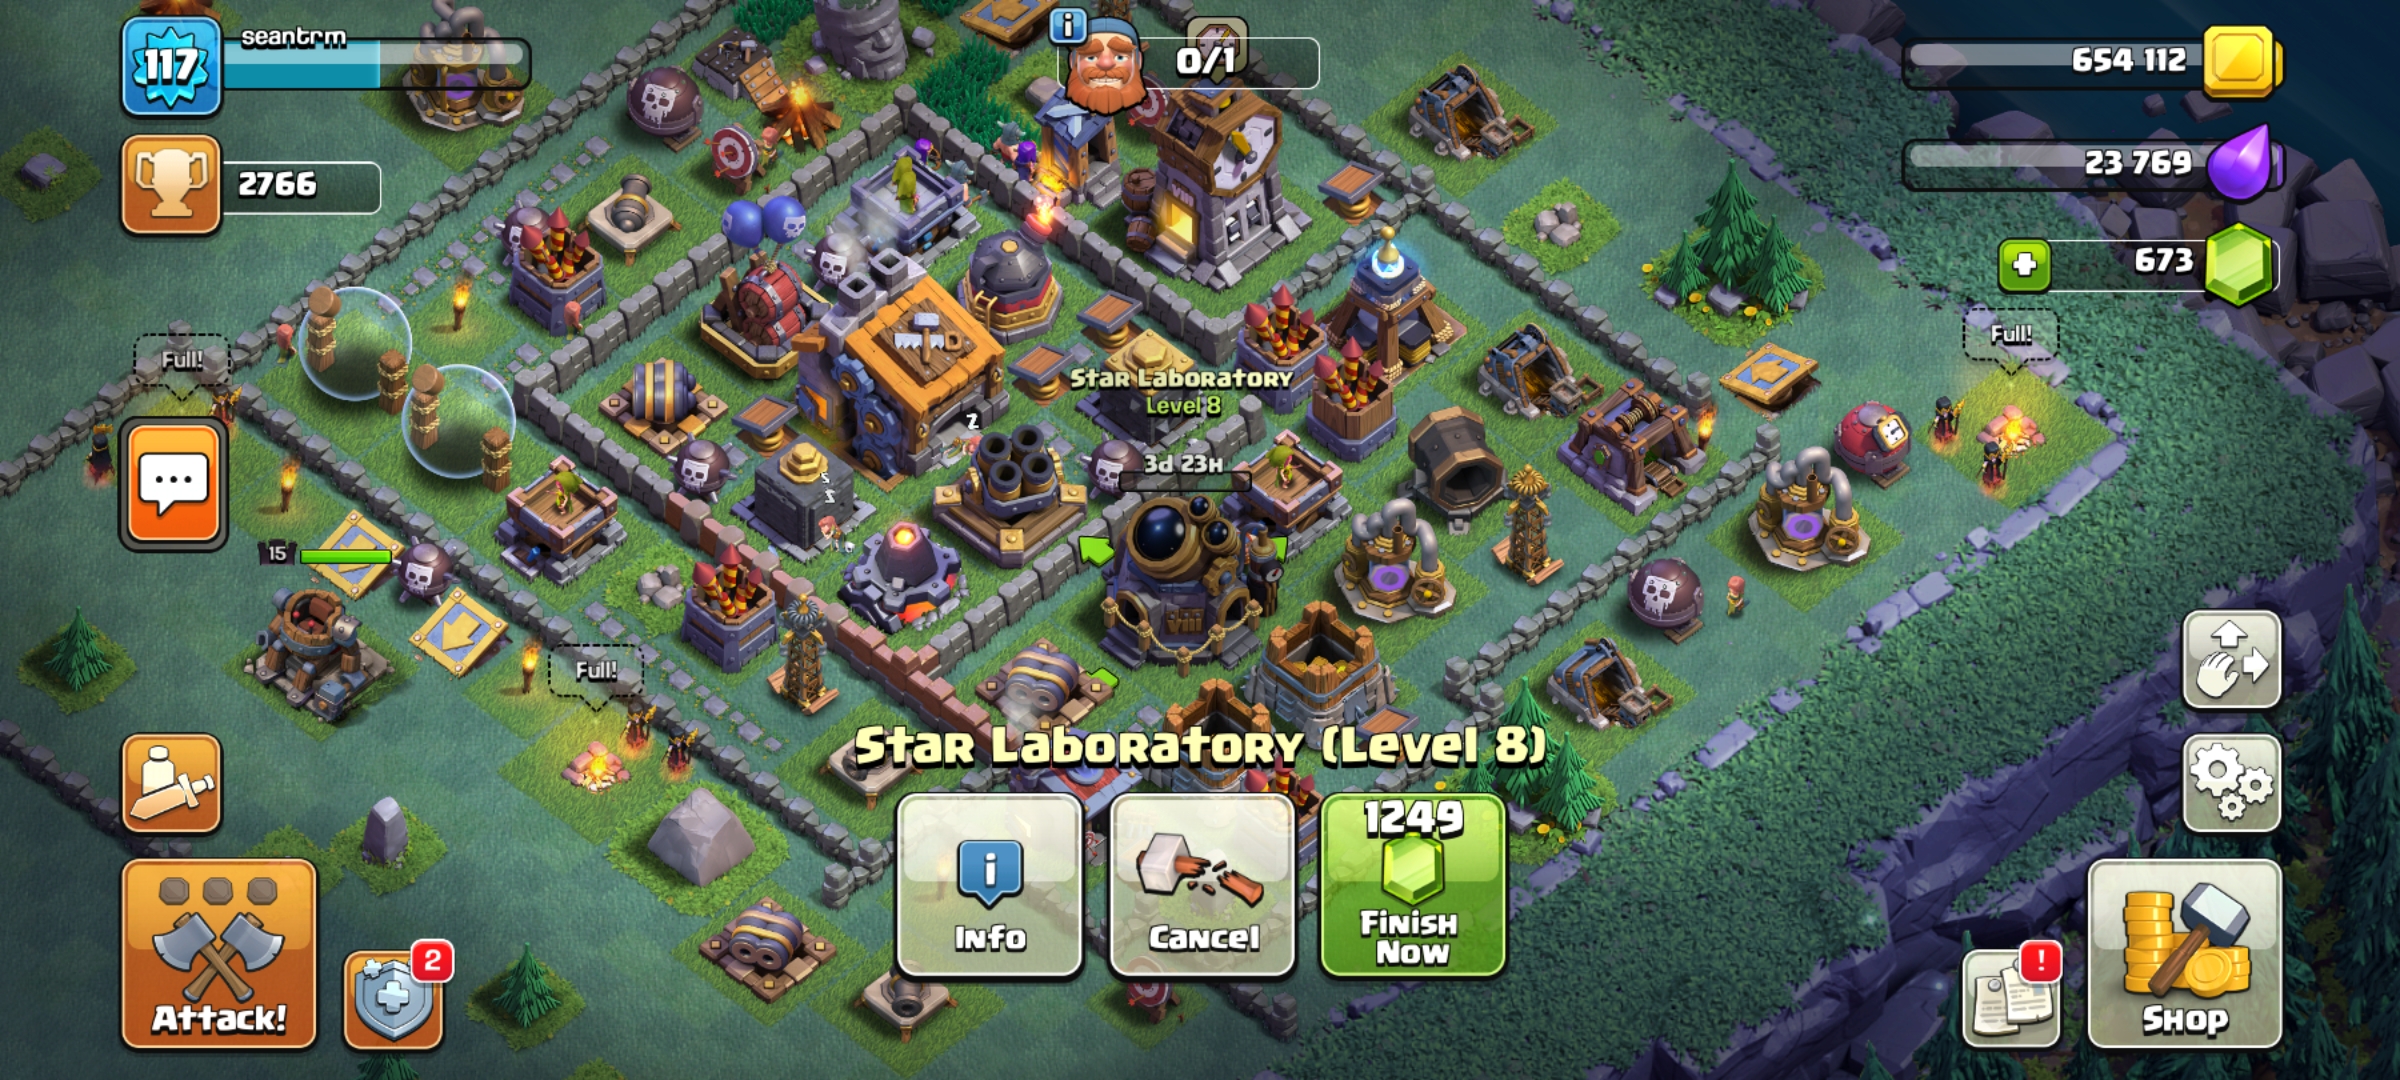 117
seantrm
0/1
654 112
2766
23 769
673
Full!
Full!
Star Laboratory
Level 8
z
3d 23h
z
z
15
Full!
Star Laboratory (Level 8)
1249
i
i
Info
Cancel
Finish
Now
2
!
Attack!
Shop